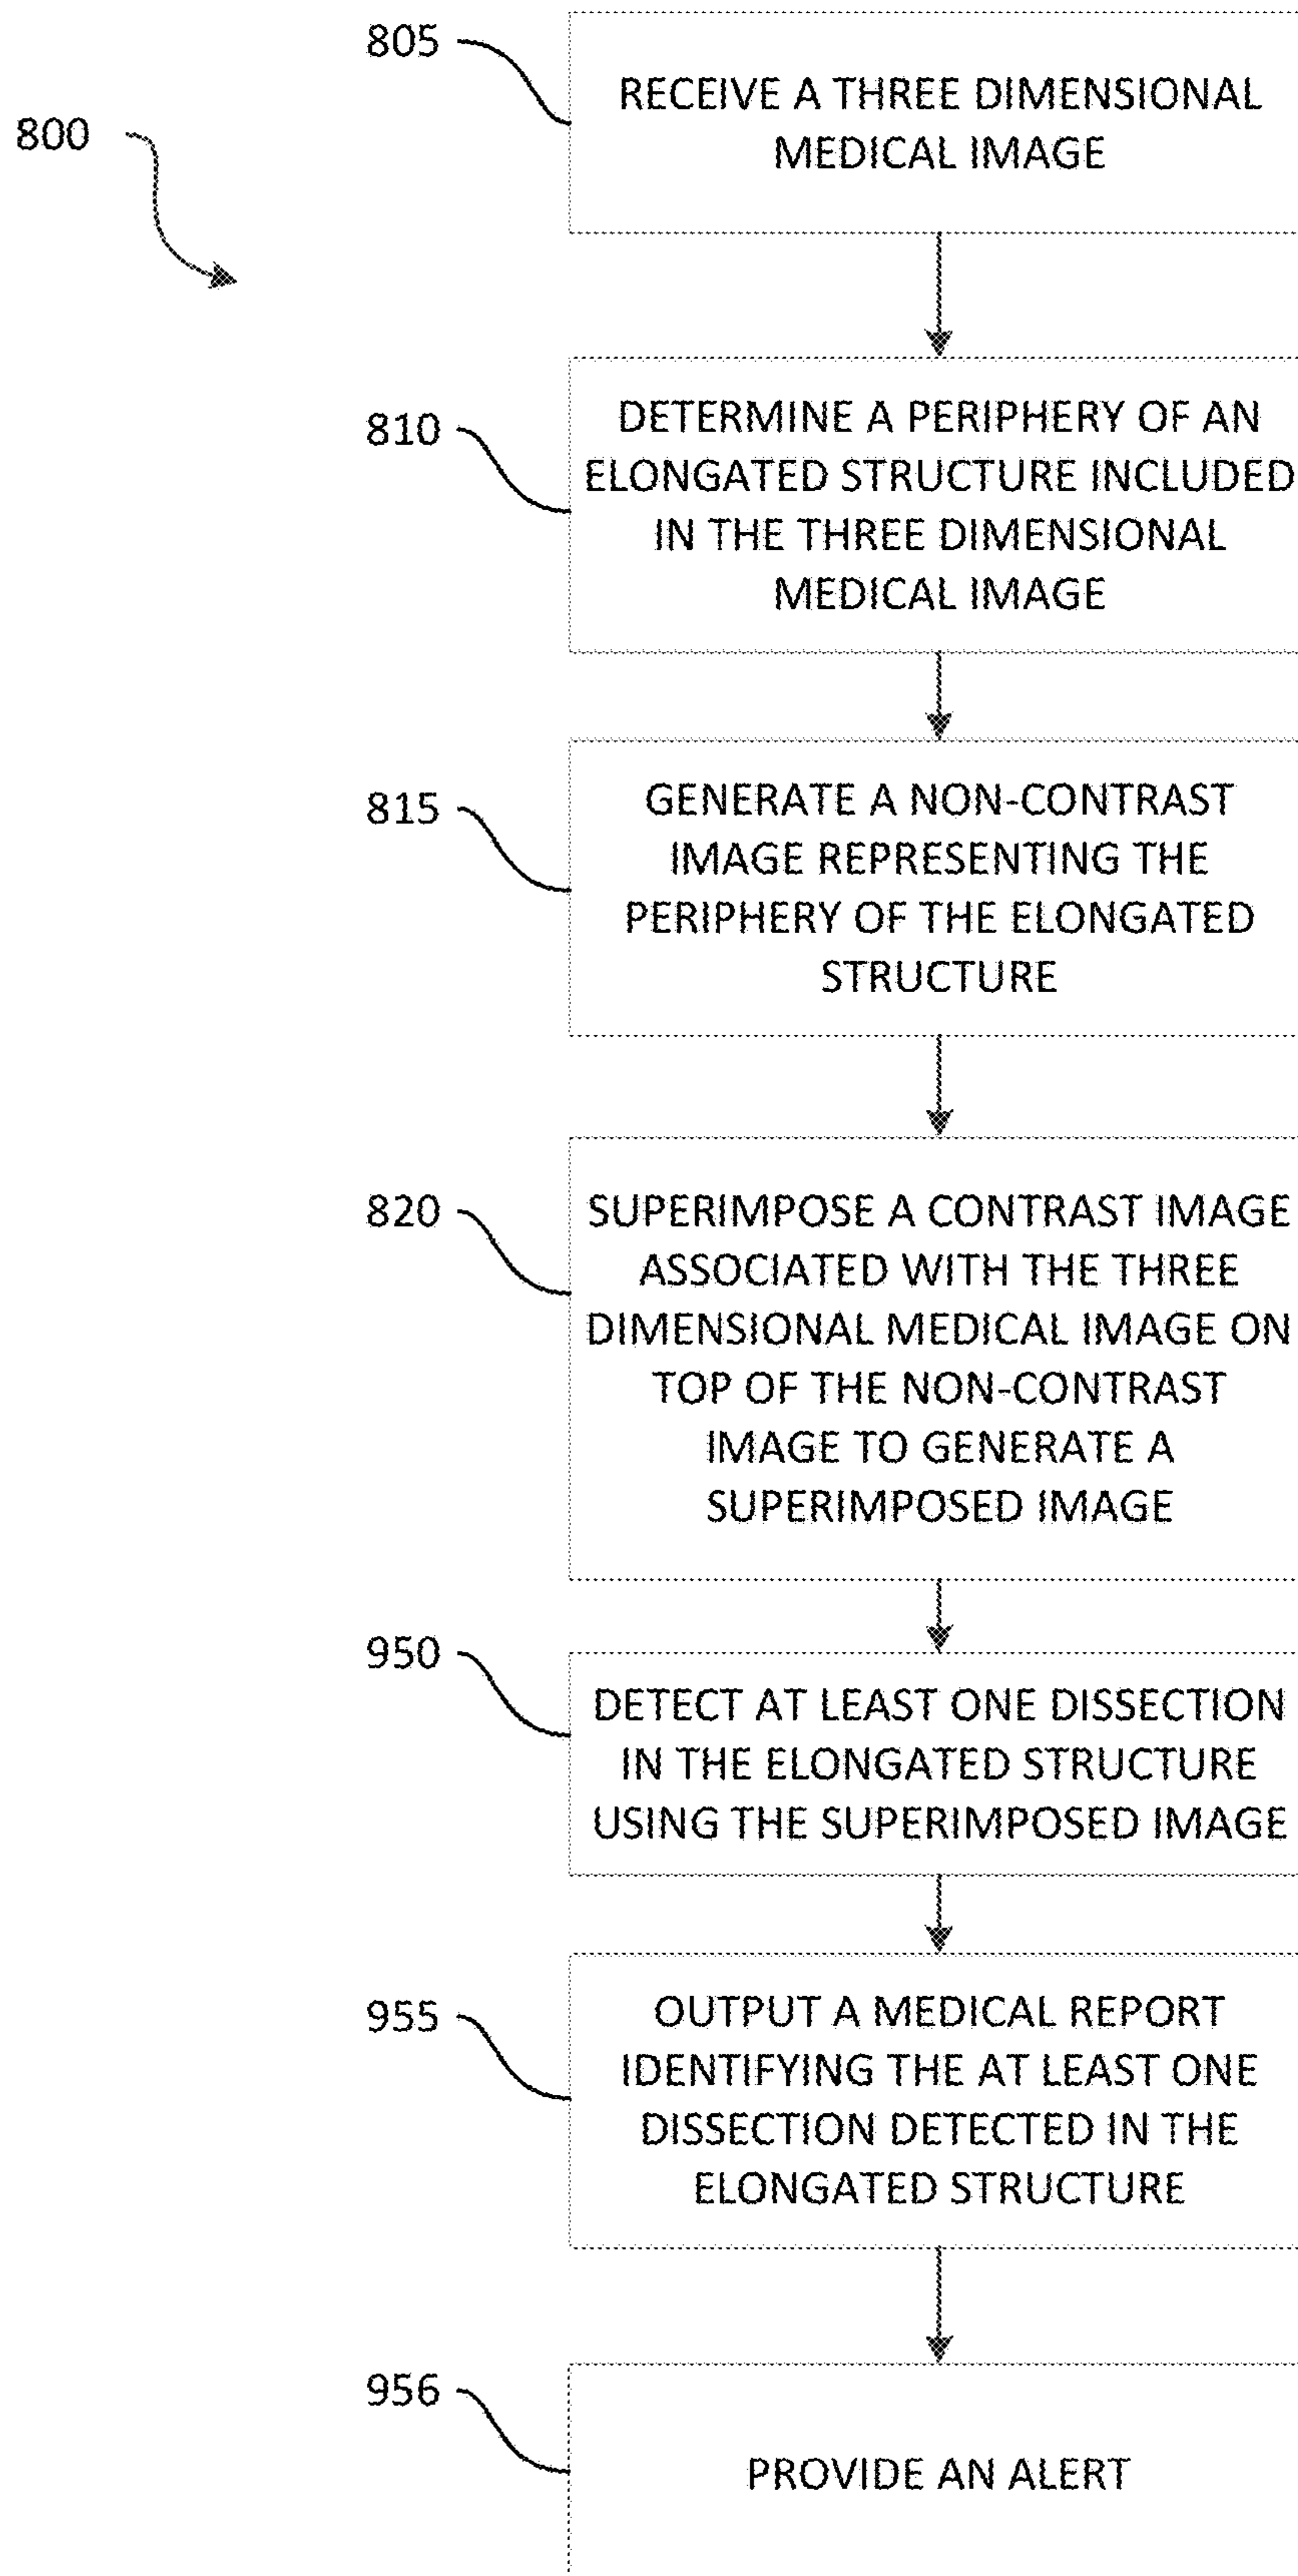 805
RECEIVE A THREE DIMENSIONAL
MEDICAL IMAGE
800
810
DETERMINE A PERIPHERY OF AN
ELONGATED STRUCTURE INCLUDED
IN THE THREE DIMENSIONAL
MEDICAL IMAGE
815
GENERATE A NON-CONTRAST
IMAGE REPRESENTING THE
PERIPHERY OF THE ELONGATED
STRUCTURE
820
SUPERIMPOSE A CONTRAST IMAGE
ASSOCIATED WITH THE THREE
DIMENSIONAL MEDICAL IMAGE ON
TOP OF THE NON-CONTRAST
IMAGE TO GENERATE A
SUPERIMPOSED IMAGE
950
DETECT AT LEAST ONE DISSECTION
IN THE ELONGATED STRUCTURE
USING THE SUPERIMPOSED IMAGE
955
OUTPUT A MEDICAL REPORT
IDENTIFYING THE AT LEAST ONE
DISSECTION DETECTED IN THE
ELONGATED STRUCTURE
956
PROVIDE AN ALERT